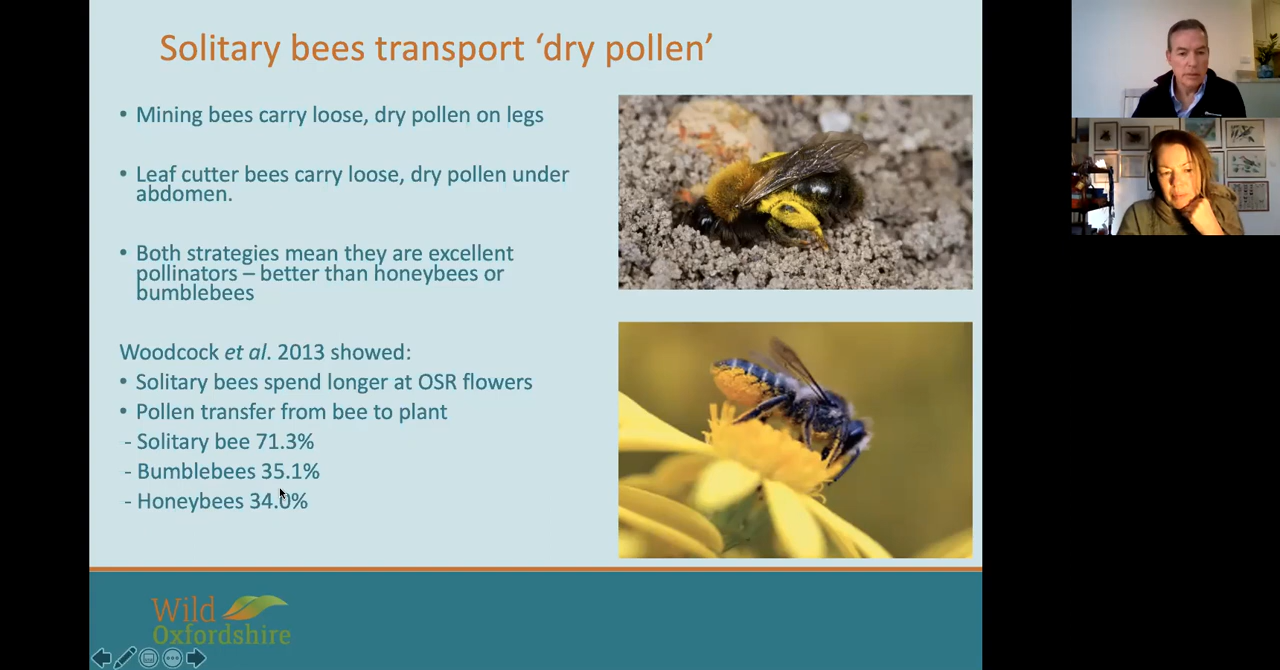 Solitary bees transport ‘dry pollen’
• Mining bees carry loose, dry pollen on legs
• Leaf cutter bees carry loose, dry pollen under
abdomen.
• Both strategies mean they are excellent
pollinators – better than honeybees or
bumblebees
Woodcock et al. 2013 showed:
• Solitary bees spend longer at OSR flowers
• Pollen transfer from bee to plant
- Solitary bee 71.3%
- Bumblebees 35.1%
- Honeybees 34.0%
Wild
Oxfordshire